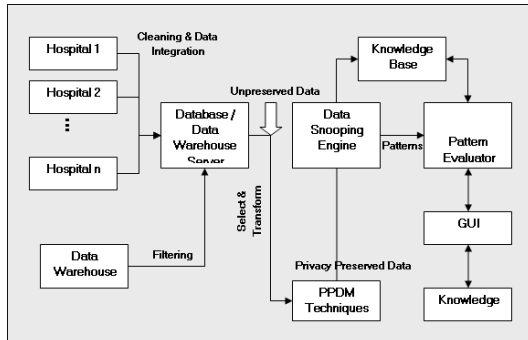 Hospital 1
Cleaning & Data
Integration
Knowledge
Base
Hospital 2
Unpreserved Data
...
Database /
Data
Warehouse
Server
Data
Snooping
Engine
Patterns
Pattern
Evaluator
Hospital n
Select &
Transform
GUI
Data
Warehouse
Filtering
Privacy Preserved Data
PPDM
Techniques
Knowledge